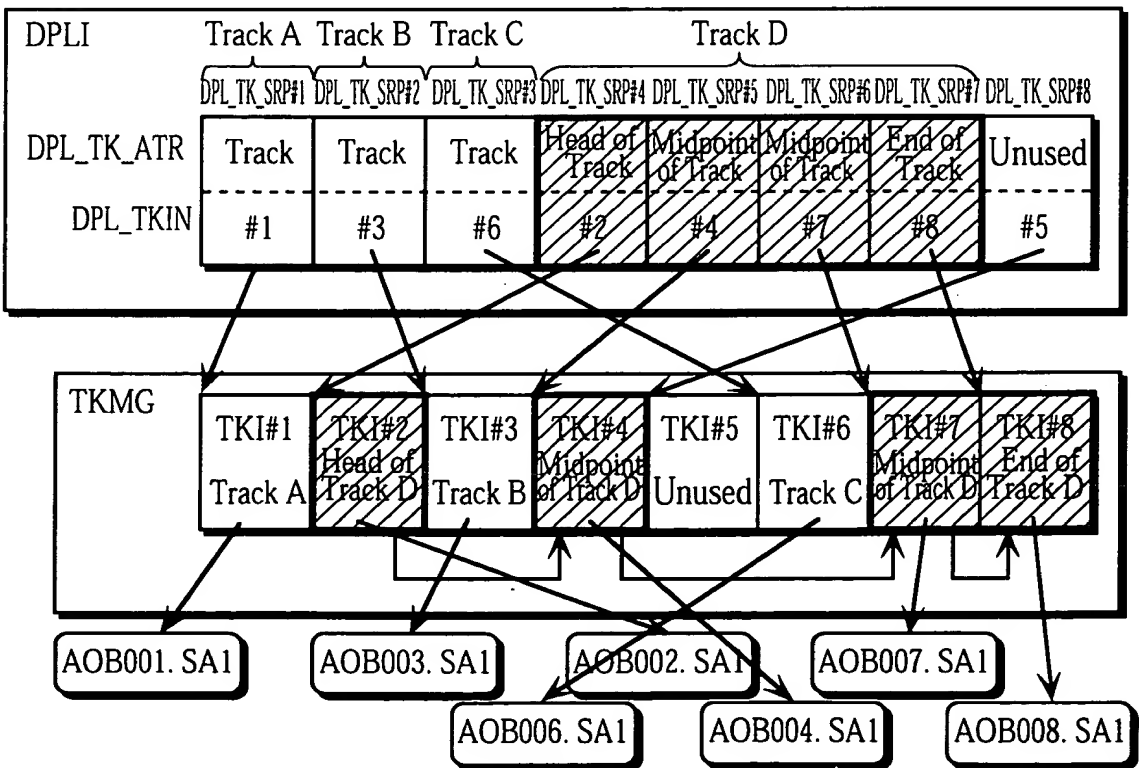 DPLI
Track A Track B Track C Track D
DPL_TK_SRP#1 DPL_TK_SRP#2 DPL_TK_SRP#3 DPL_TK_SRP#4 DPL_TK_SRP#5 DPL_TK_SRP#6 DPL_TK_SRP#7 DPL_TK_SRP#8
DPL_TK_ATR
Track
Track
Track
Head of
Track
Midpoint
of Track
Midpoint
of Track
End of
Track
Unused
DPL_TKIN
#1 #3 #6 #2 #4 #7 #8 #5
TKMG
TKI#1
Track A
TKI#2
Head of
Track D
TKI#3
Track B
TKI#4
Midpoint
of Track D
TKI#5
Unused
TKI#6
Track C
TKI#7
Midpoint
of Track D
TKI#8
End of
Track D
AOB001. SA1 AOB003. SA1 AOB002. SA1 AOB007. SA1
AOB006. SA1 AOB004. SA1 AOB008. SA1